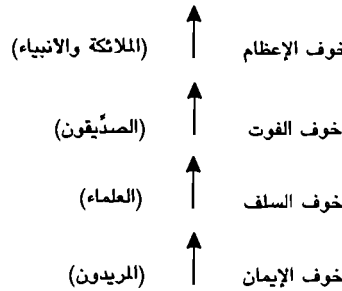 خوف الإعظام (الملائكة والأنبياء)
خوف الفوت (الصدِّيقون)
خوف السلف (العلماء)
خوف الإيمان (المريدون)